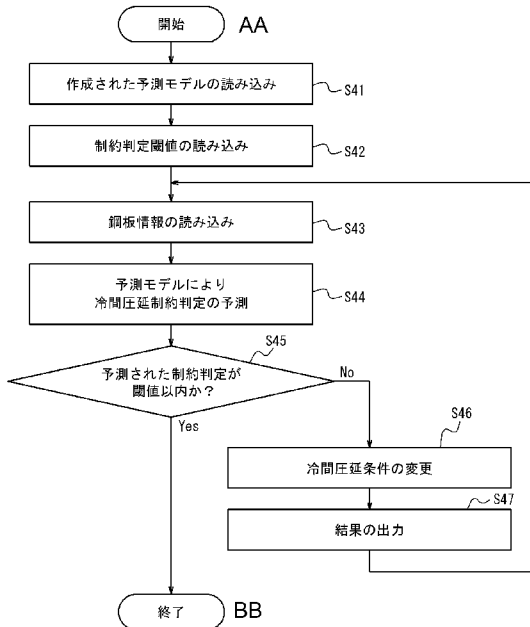 開始 AA
作成された予測モデルの読み込み S41
制約判定閾値の読み込み S42
鋼板情報の読み込み S43
予測モデルにより
冷間圧延制約判定の予測 S44
S45
予測された制約判定が
閾値以内か?
No
Yes
S46
冷間圧延条件の変更
S47
結果の出力
終了 BB